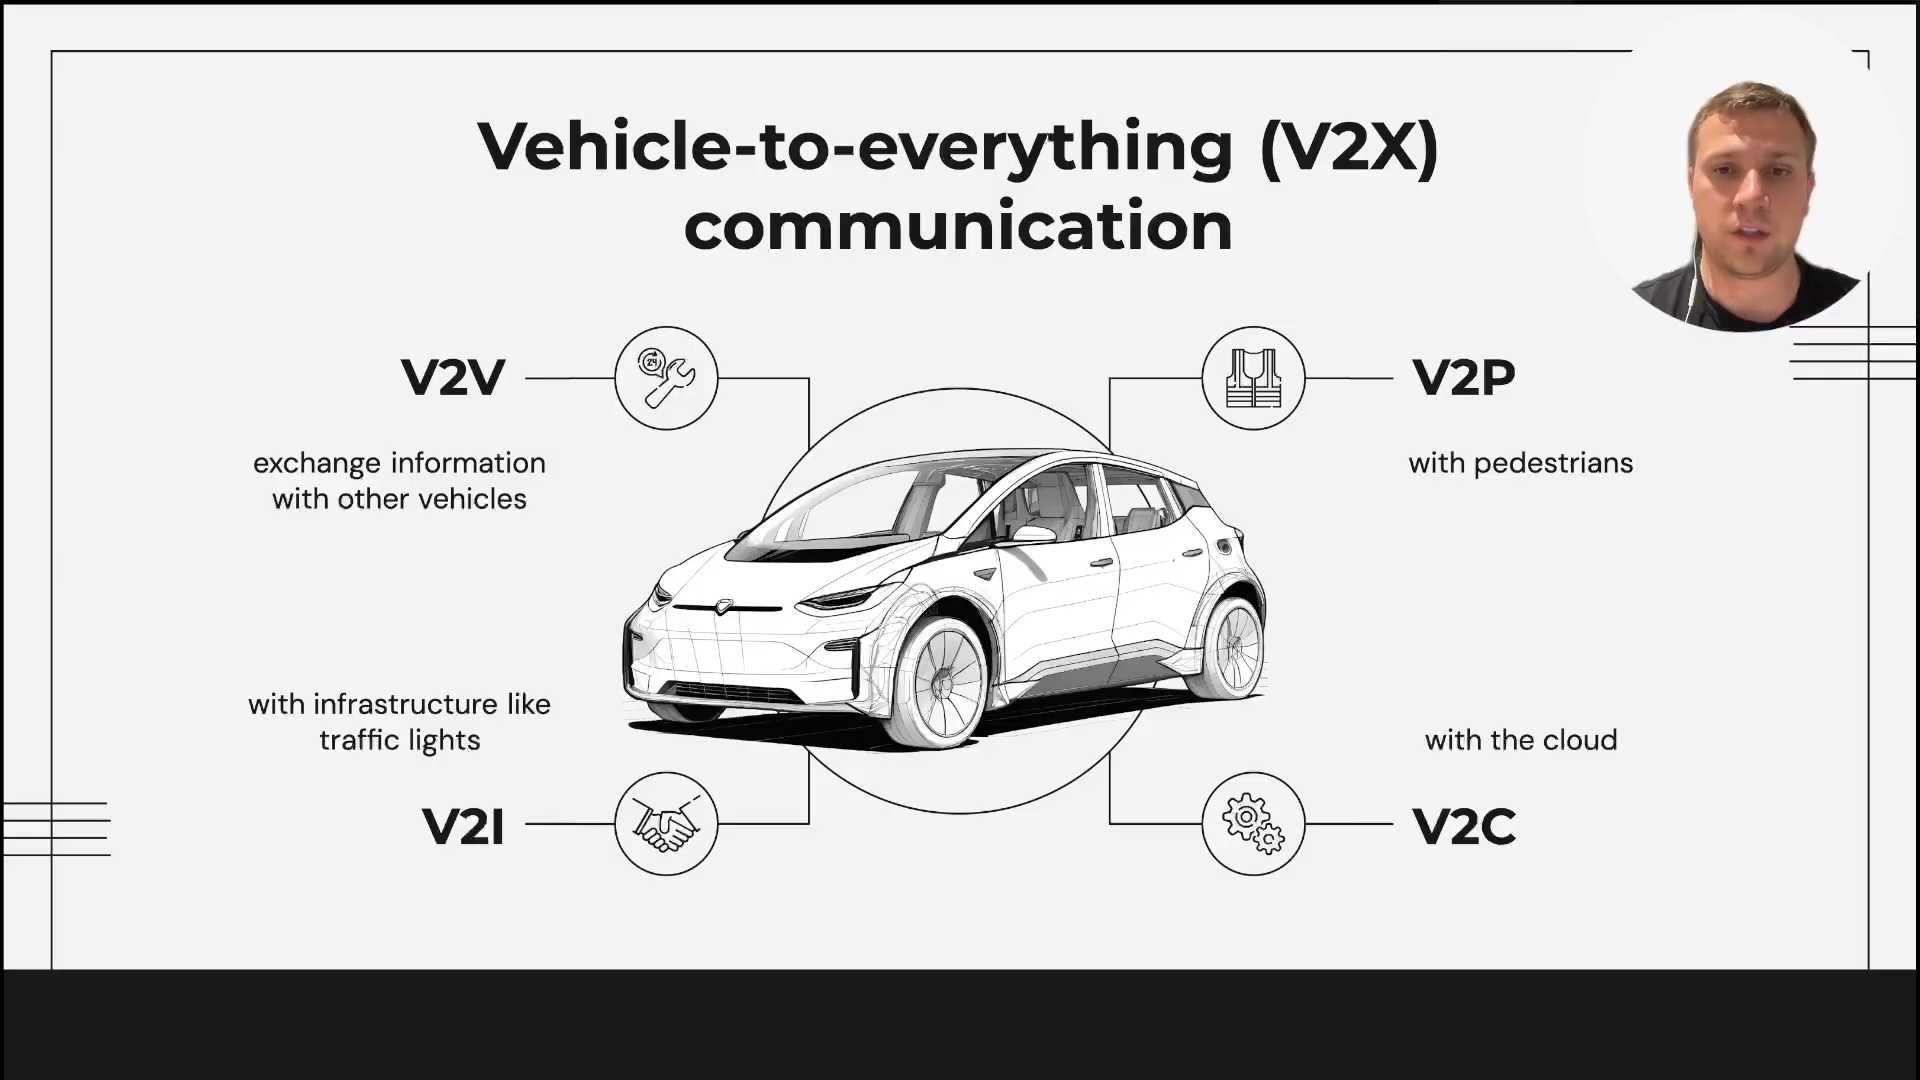 Vehicle-to-everything (V2X)
communication
V2V
24
exchange information
with other vehicles
V2P
with pedestrians
with infrastructure like
traffic lights
V2I
with the cloud
V2C